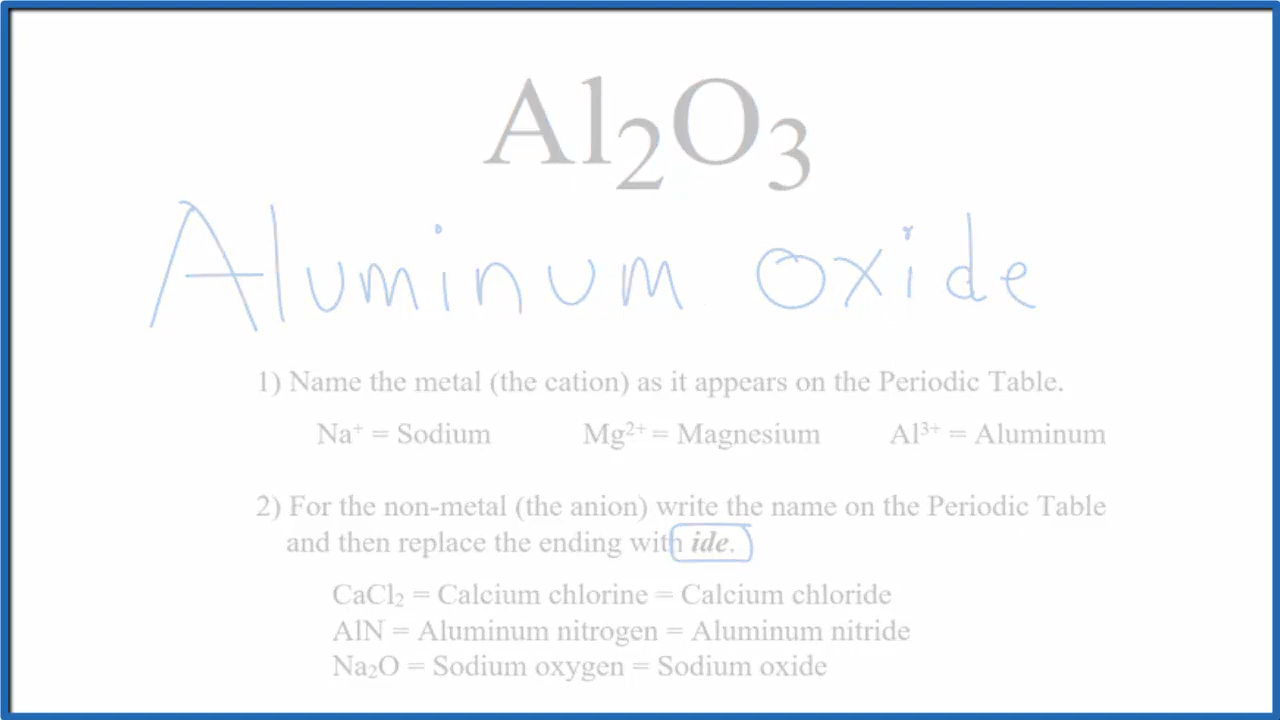 Al₂O₃
Aluminum oxide
1) Name the metal (the cation) as it appears on the Periodic Table.
Na⁺ = Sodium Mg²⁺ = Magnesium Al³⁺ = Aluminum
2) For the non-metal (the anion) write the name on the Periodic Table
and then replace the ending with ide.
CaCl₂ = Calcium chlorine = Calcium chloride
AlN = Aluminum nitrogen = Aluminum nitride
Na₂O = Sodium oxygen = Sodium oxide